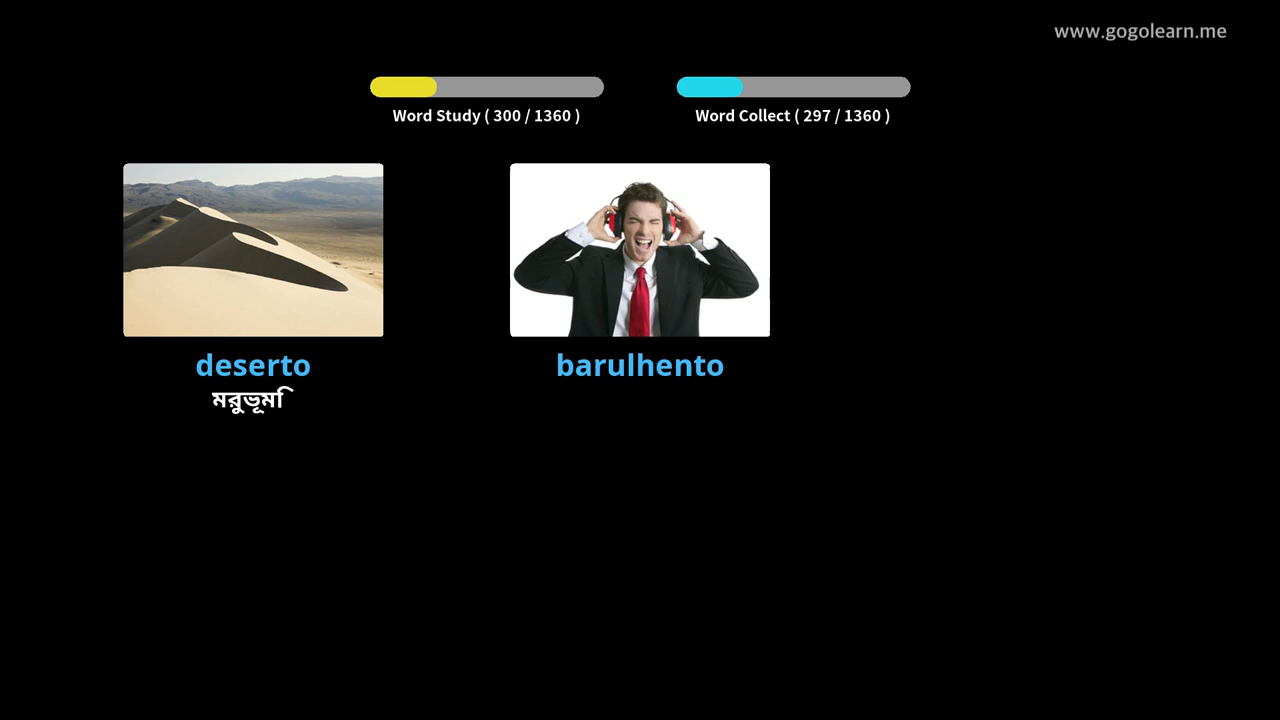 www.gogolearn.me
Word Study ( 300 / 1360 )
Word Collect ( 297 / 1360 )
deserto
মরুভূমি
barulhento